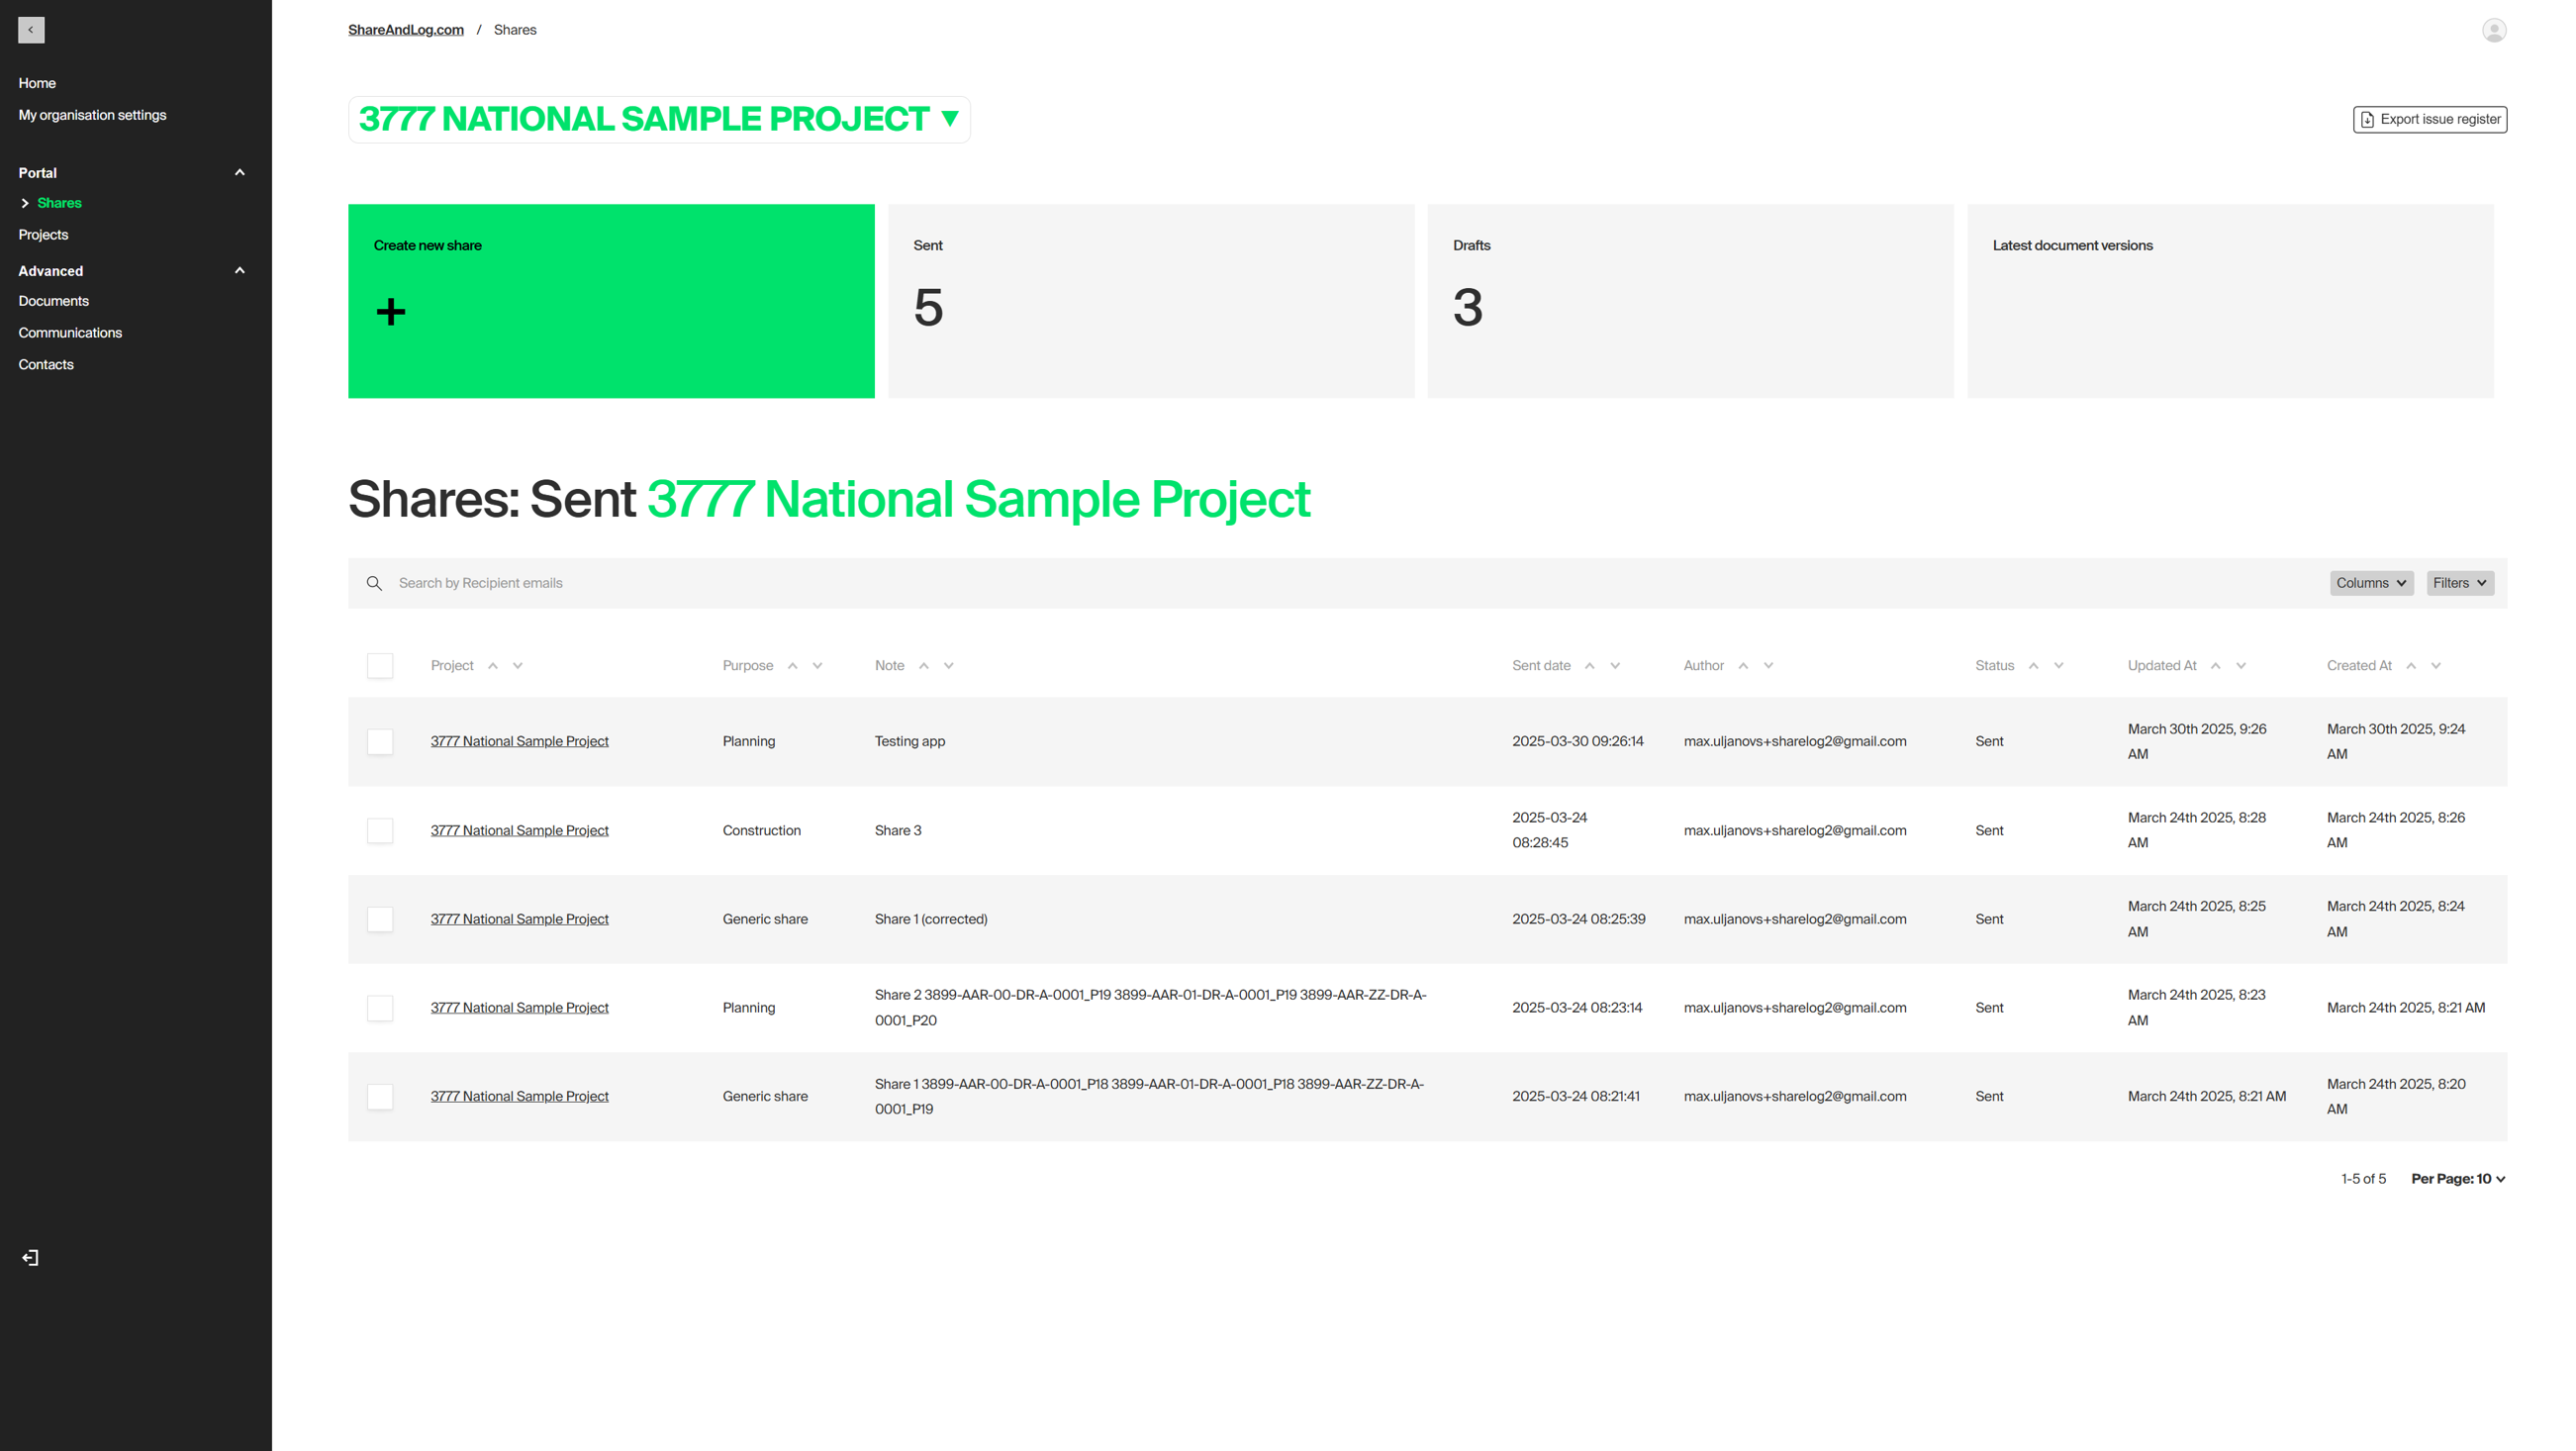 ShareAndLog.com / Shares
Home
My organisation settings
Portal
Shares
Projects
Advanced
Documents
Communications
Contacts
3777 NATIONAL SAMPLE PROJECT
Export issue register
Create new share
+
Sent
5
Drafts
3
Latest document versions
Shares: Sent 3777 National Sample Project
Search by Recipient emails
Columns
Filters
Project Purpose Note Sent date Author Status Updated At Created At
3777 National Sample Project Planning Testing app 2025-03-30 09:26:14 max.uljanovs+sharelog2@gmail.com Sent March 30th 2025, 9:26 March 30th 2025, 9:24
AM AM
3777 National Sample Project Construction Share 3 2025-03-24 max.uljanovs+sharelog2@gmail.com Sent March 24th 2025, 8:28 March 24th 2025, 8:26
08:28:45 AM AM
3777 National Sample Project Generic share Share 1 (corrected) 2025-03-24 08:25:39 max.uljanovs+sharelog2@gmail.com Sent March 24th 2025, 8:25 March 24th 2025, 8:24
AM AM
3777 National Sample Project Planning Share 2 3899-AAR-00-DR-A-0001_P19 3899-AAR-01-DR-A-0001_P19 3899-AAR-ZZ-DR-A- 2025-03-24 08:23:14 max.uljanovs+sharelog2@gmail.com Sent March 24th 2025, 8:23 March 24th 2025, 8:21 AM
0001_P20 AM
3777 National Sample Project Generic share Share 1 3899-AAR-00-DR-A-0001_P18 3899-AAR-01-DR-A-0001_P18 3899-AAR-ZZ-DR-A- 2025-03-24 08:21:41 max.uljanovs+sharelog2@gmail.com Sent March 24th 2025, 8:21 AM March 24th 2025, 8:20
0001_P19 AM
1-5 of 5 Per Page: 10